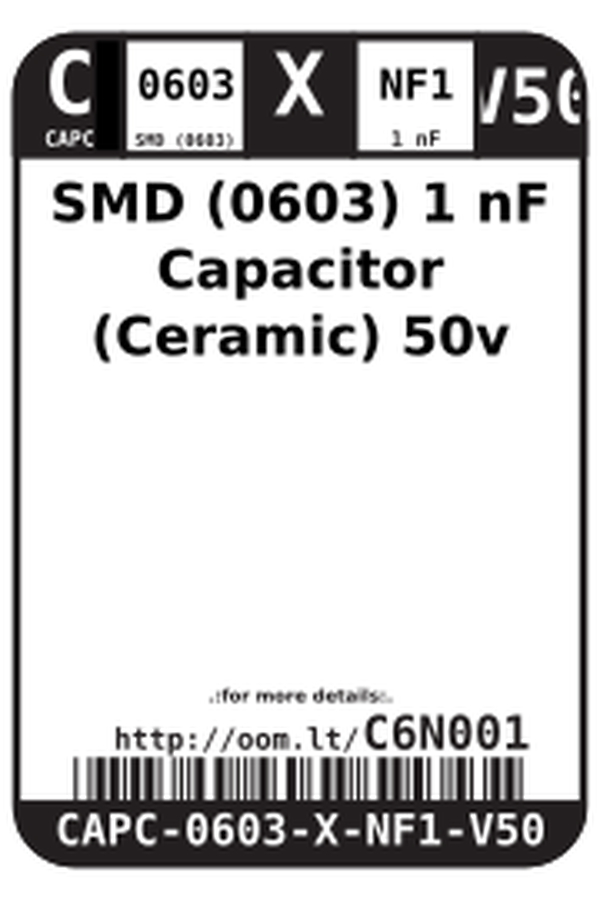 C
CAPC
0603
SMD (0603)
X
NF1
1 nF
V50
SMD (0603) 1 nF
Capacitor
(Ceramic) 50v
.:for more details:.
http://oom.lt/C6N001
CAPC-0603-X-NF1-V50